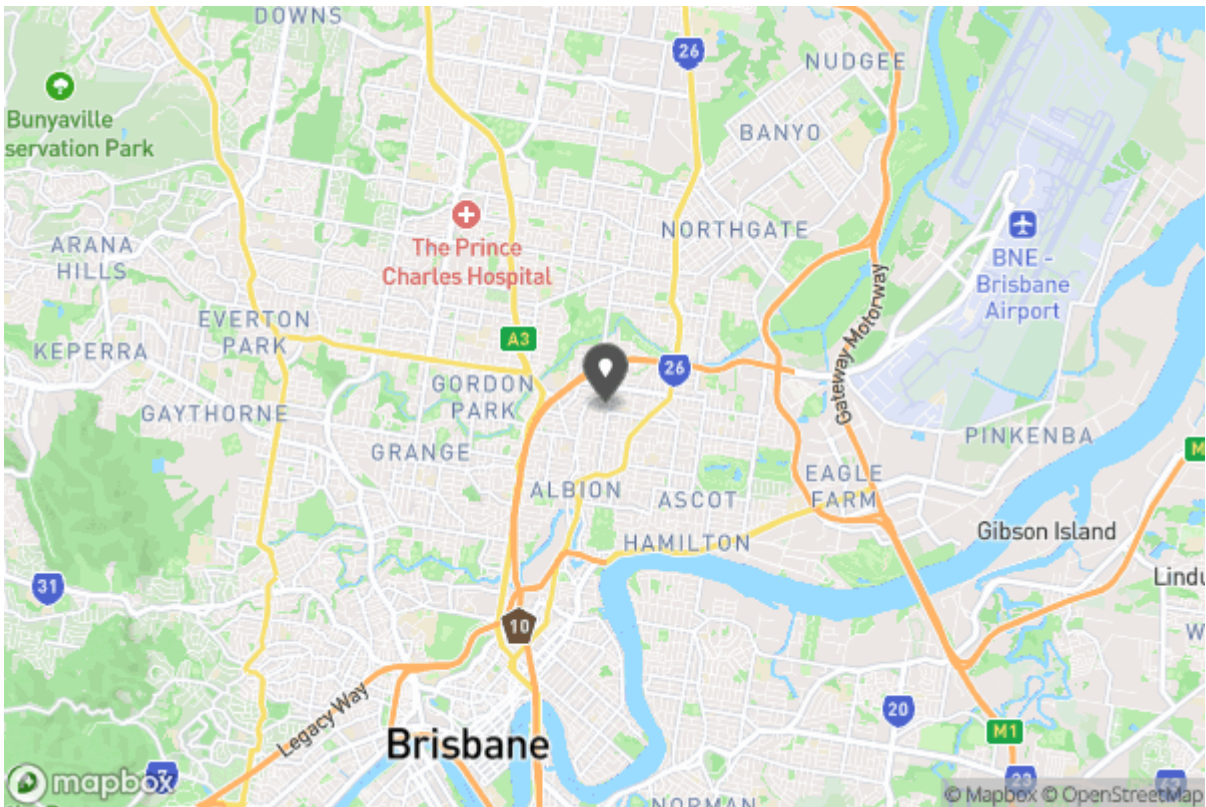 DOWNS
26
NUDGEE
Bunyaville
servation Park
BANYO
The Prince
Charles Hospital
NORTHGATE
ARANA
HILLS
BNE -
Brisbane
Airport
EVERTON
PARK
A3
KEPERRA
26
Gateway Motorway
GORDON
PARK
GAYTHORNE
GRANGE
PINKENBA
M
ALBION
ASCOT
EAGLE
FARM
HAMILTON
Gibson Island
31
Lindu
10
W
Legacy Way
20
Brisbane
M1
mapbox
7
23
NORMAN
© Mapbox © OpenStreetMap